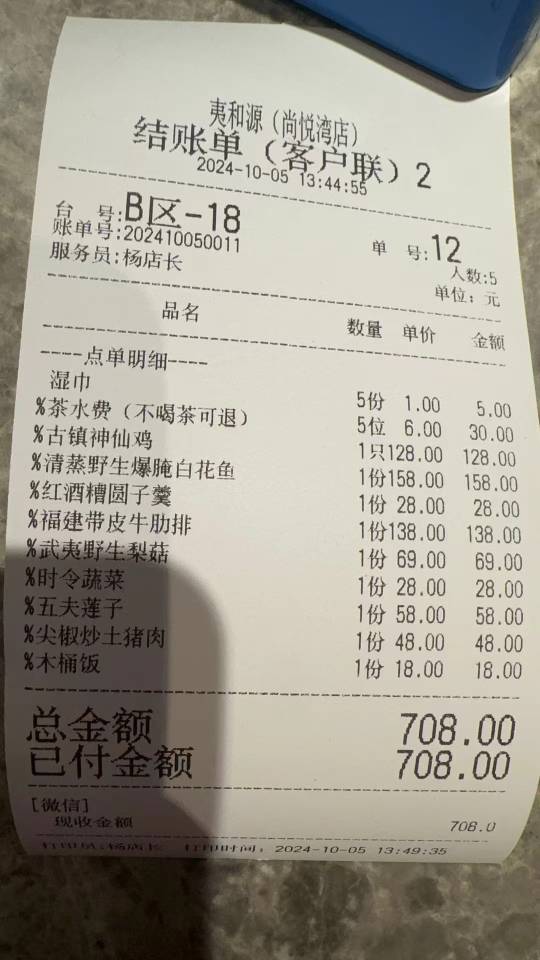 夷和源（尚悦湾店）
结账单（客户联）2
2024-10-05 13:44:55
台 号:B区-18 单 号:12
账单号:202410050011 人数:5
服务员:杨店长 单位：元
品名 数量 单价 金额
----点单明细----
湿巾 5份 1.00 5.00
%茶水费（不喝茶可退） 5位 6.00 30.00
%古镇神仙鸡 1只128.00 128.00
%清蒸野生爆腌白花鱼 1份158.00 158.00
%红酒糟圆子羹 1份 28.00 28.00
%福建带皮牛肋排 1份138.00 138.00
%武夷野生梨菇 1份 69.00 69.00
%时令蔬菜 1份 28.00 28.00
%五夫莲子 1份 58.00 58.00
%尖椒炒土猪肉 1份 48.00 48.00
%木桶饭 1份 18.00 18.00
总金额 708.00
已付金额 708.00
[微信]
现收金额 708.0
打印员:杨店长 打印时间：2024-10-05 13:49:35